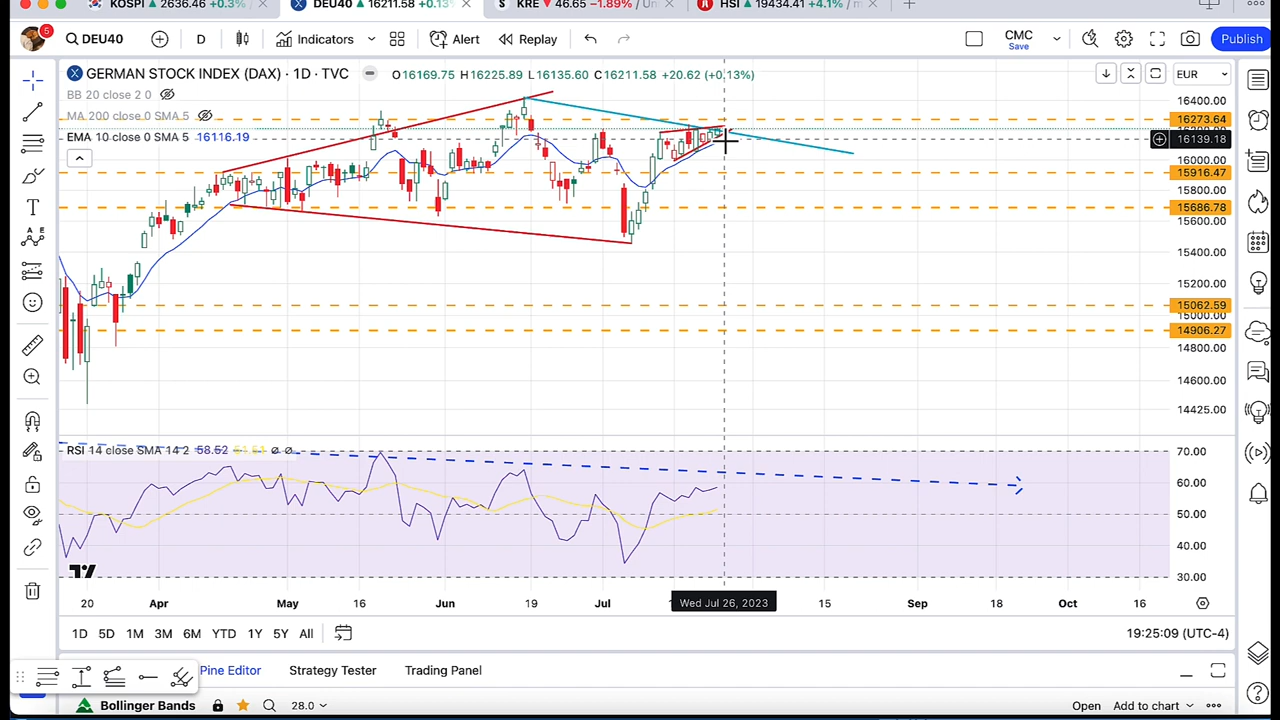 KOSPI ▲ 2636.46 +0.3%
DEU40 ▲ 16211.58 +0.13%
KRE ▼ 46.65 −1.89% / Un
HSI ▲ 19434.41 +4.1% /
5
DEU40
D
Indicators
Alert
Replay
CMC
Save
Publish
GERMAN STOCK INDEX (DAX) · 1D · TVC
O16169.75 H16225.89 L16135.60 C16211.58 +20.62 (+0.13%)
EUR
BB 20 close 2 0
MA 200 close 0 SMA 5
EMA 10 close 0 SMA 5 16116.19
16400.00
16273.64
16139.18
16000.00
15916.47
15800.00
15686.78
15600.00
15400.00
15200.00
15062.59
15000.00
14906.27
14800.00
14600.00
14425.00
RSI 14 close SMA 14 2 58.52 51.51 ∅ ∅
70.00
60.00
50.00
40.00
30.00
20 Apr May 16 Jun 19 Jul Wed Jul 26, 2023 15 Sep 18 Oct 16
1D 5D 1M 3M 6M YTD 1Y 5Y All
19:25:09 (UTC-4)
Pine Editor Strategy Tester Trading Panel
Bollinger Bands 28.0 Open Add to chart